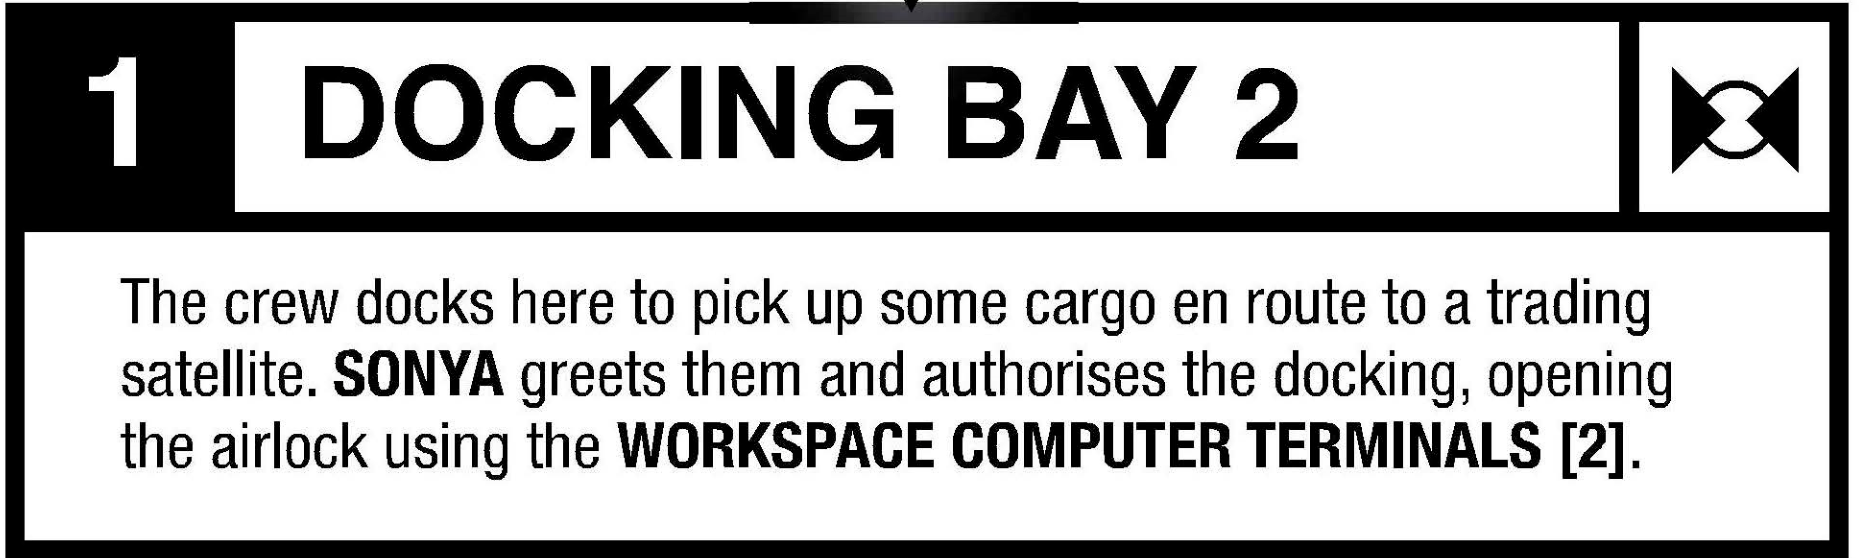 1 DOCKING BAY 2
The crew docks here to pick up some cargo en route to a trading
satellite. SONYA greets them and authorises the docking, opening
the airlock using the WORKSPACE COMPUTER TERMINALS [2].